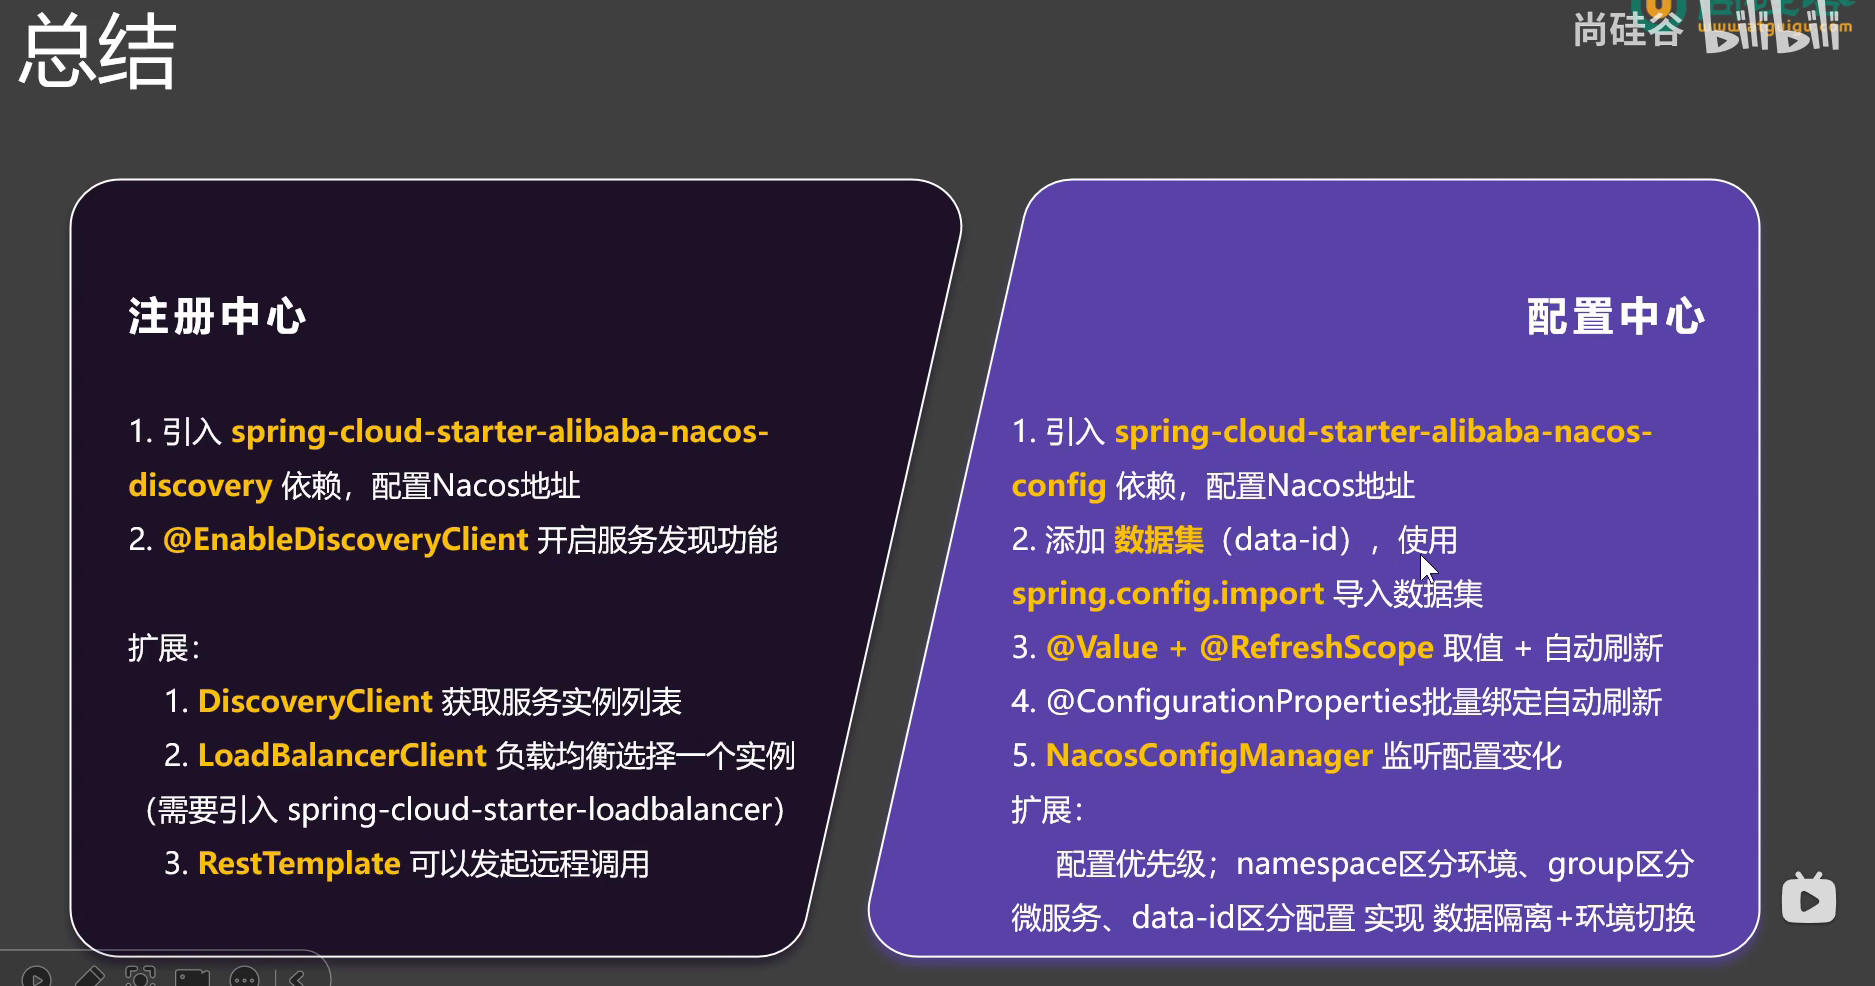 总结
尚硅谷 bilibili
www.atguigu.com
注册中心
1. 引入 spring-cloud-starter-alibaba-nacos-
discovery 依赖，配置Nacos地址
2. @EnableDiscoveryClient 开启服务发现功能
扩展：
1. DiscoveryClient 获取服务实例列表
2. LoadBalancerClient 负载均衡选择一个实例
（需要引入 spring-cloud-starter-loadbalancer）
3. RestTemplate 可以发起远程调用
配置中心
1. 引入 spring-cloud-starter-alibaba-nacos-
config 依赖，配置Nacos地址
2. 添加 数据集（data-id），使用
spring.config.import 导入数据集
3. @Value + @RefreshScope 取值 + 自动刷新
4. @ConfigurationProperties批量绑定自动刷新
5. NacosConfigManager 监听配置变化
扩展：
配置优先级；namespace区分环境、group区分
微服务、data-id区分配置 实现 数据隔离+环境切换